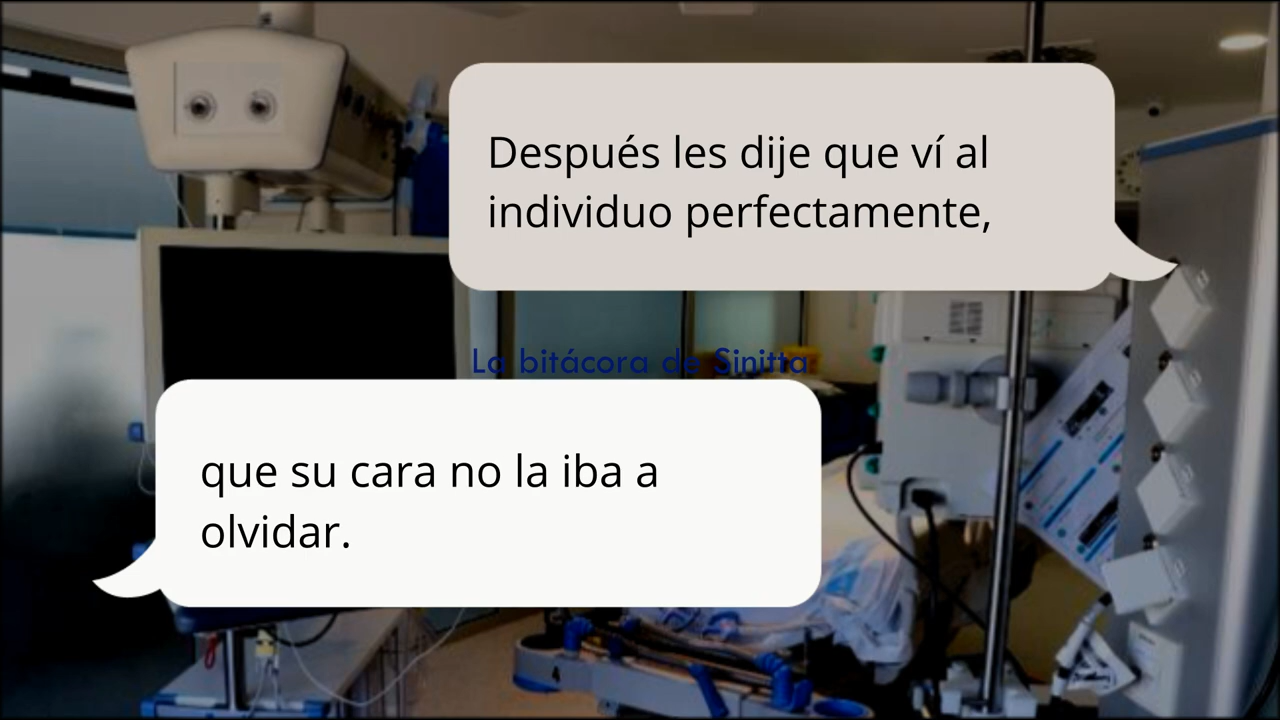 Después les dije que ví al
individuo perfectamente,
La bitácora de Sinitta
que su cara no la iba a
olvidar.